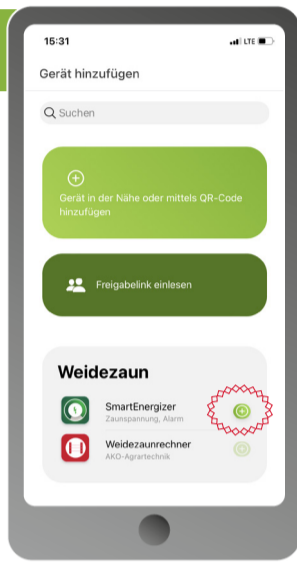 15:31
LTE
Gerät hinzufügen
Suchen
Gerät in der Nähe oder mittels QR-Code
hinzufügen
Freigabelink einlesen
Weidezaun
SmartEnergizer
Zaunspannung, Alarm
Weidezaunrechner
AKO-Agrartechnik